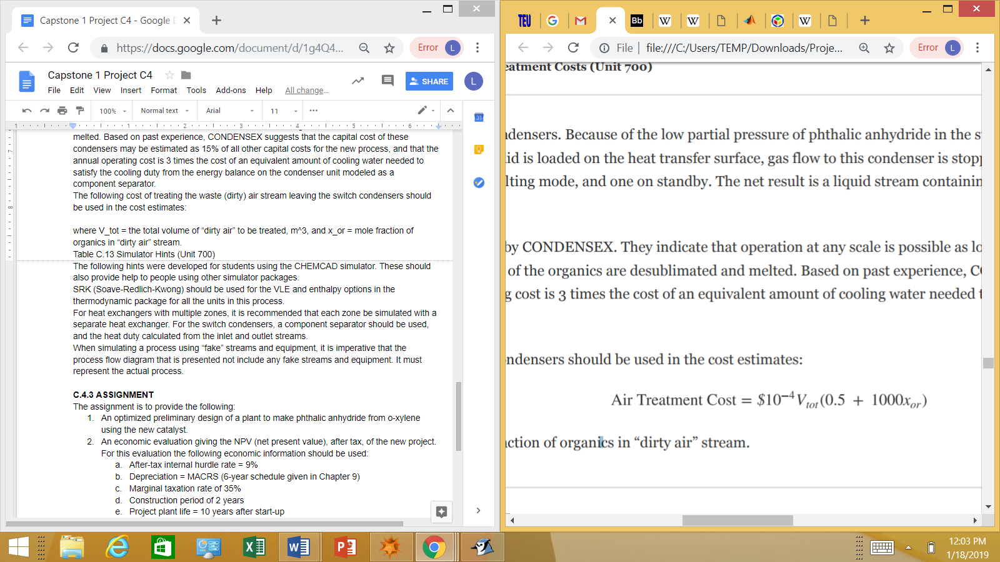 Capstone 1 Project C4 - Google
https://docs.google.com/document/d/1g4Q4...
Error
L
Capstone 1 Project C4
SHARE
L
File Edit View Insert Format Tools Add-ons Help All change...
100% Normal text Arial 11
1 1 2 3 4 5 6
31
melted. Based on past experience, CONDENSEX suggests that the capital cost of these
condensers may be estimated as 15% of all other capital costs for the new process, and that the
annual operating cost is 3 times the cost of an equivalent amount of cooling water needed to
satisfy the cooling duty from the energy balance on the condenser unit modeled as a
component separator.
The following cost of treating the waste (dirty) air stream leaving the switch condensers should
be used in the cost estimates:
where V_tot = the total volume of “dirty air” to be treated, m^3, and x_or = mole fraction of
organics in “dirty air” stream.
Table C.13 Simulator Hints (Unit 700)
The following hints were developed for students using the CHEMCAD simulator. These should
also provide help to people using other simulator packages.
SRK (Soave-Redlich-Kwong) should be used for the VLE and enthalpy options in the
thermodynamic package for all the units in this process.
For heat exchangers with multiple zones, it is recommended that each zone be simulated with a
separate heat exchanger. For the switch condensers, a component separator should be used,
and the heat duty calculated from the inlet and outlet streams.
When simulating a process using “fake” streams and equipment, it is imperative that the
process flow diagram that is presented not include any fake streams and equipment. It must
represent the actual process.
C.4.3 ASSIGNMENT
The assignment is to provide the following:
1. An optimized preliminary design of a plant to make phthalic anhydride from o-xylene
using the new catalyst.
2. An economic evaluation giving the NPV (net present value), after tax, of the new project.
For this evaluation the following economic information should be used:
a. After-tax internal hurdle rate = 9%
b. Depreciation = MACRS (6-year schedule given in Chapter 9)
c. Marginal taxation rate of 35%
d. Construction period of 2 years
e. Project plant life = 10 years after start-up
TEU G Bb W W W
File file:///C:/Users/TEMP/Downloads/Proje...
Error
L
eatment Costs (Unit 700)
ndensers. Because of the low partial pressure of phthalic anhydride in the s
id is loaded on the heat transfer surface, gas flow to this condenser is stopp
lting mode, and one on standby. The net result is a liquid stream containin
by CONDENSEX. They indicate that operation at any scale is possible as lo
of the organics are desublimated and melted. Based on past experience, C
g cost is 3 times the cost of an equivalent amount of cooling water needed t
ndensers should be used in the cost estimates:
Air Treatment Cost = $10⁻⁴V_tot(0.5 + 1000x_or)
action of organics in “dirty air” stream.
12:03 PM
1/18/2019